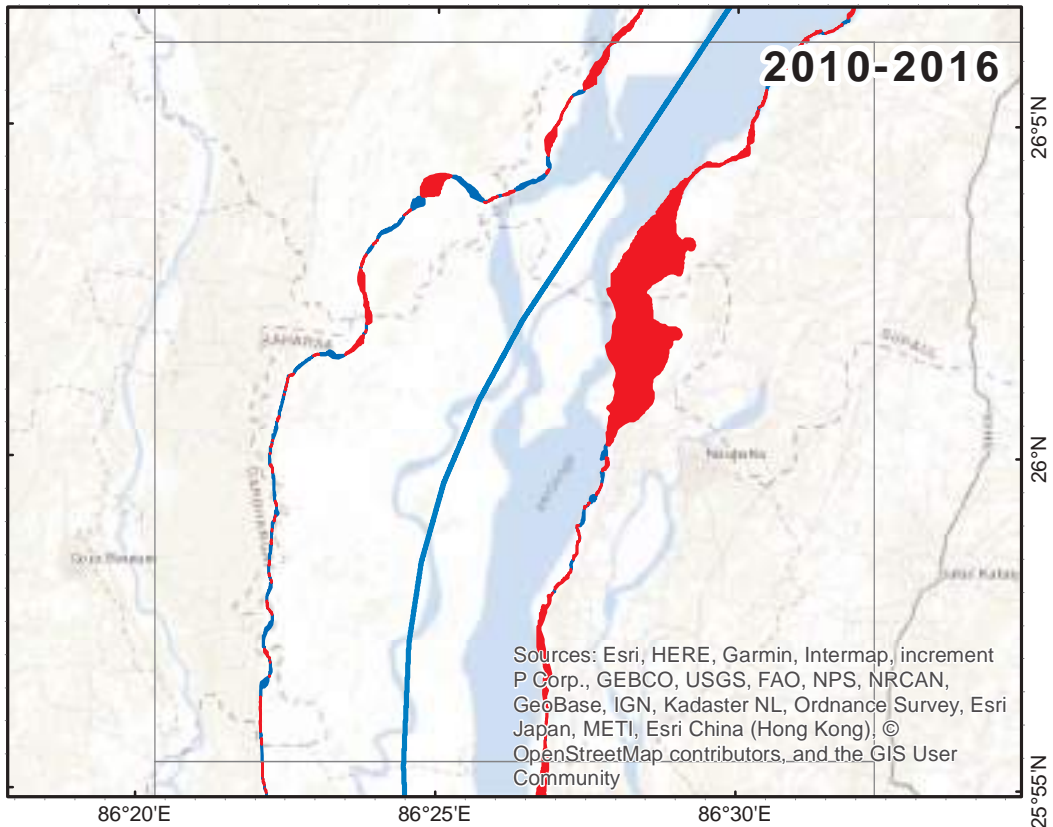 2010-2016
26°5'N
26°N
Sources: Esri, HERE, Garmin, Intermap, increment
P Corp., GEBCO, USGS, FAO, NPS, NRCAN,
GeoBase, IGN, Kadaster NL, Ordnance Survey, Esri
Japan, METI, Esri China (Hong Kong), ©
OpenStreetMap contributors, and the GIS User
Community
25°55'N
86°20'E
86°25'E
86°30'E